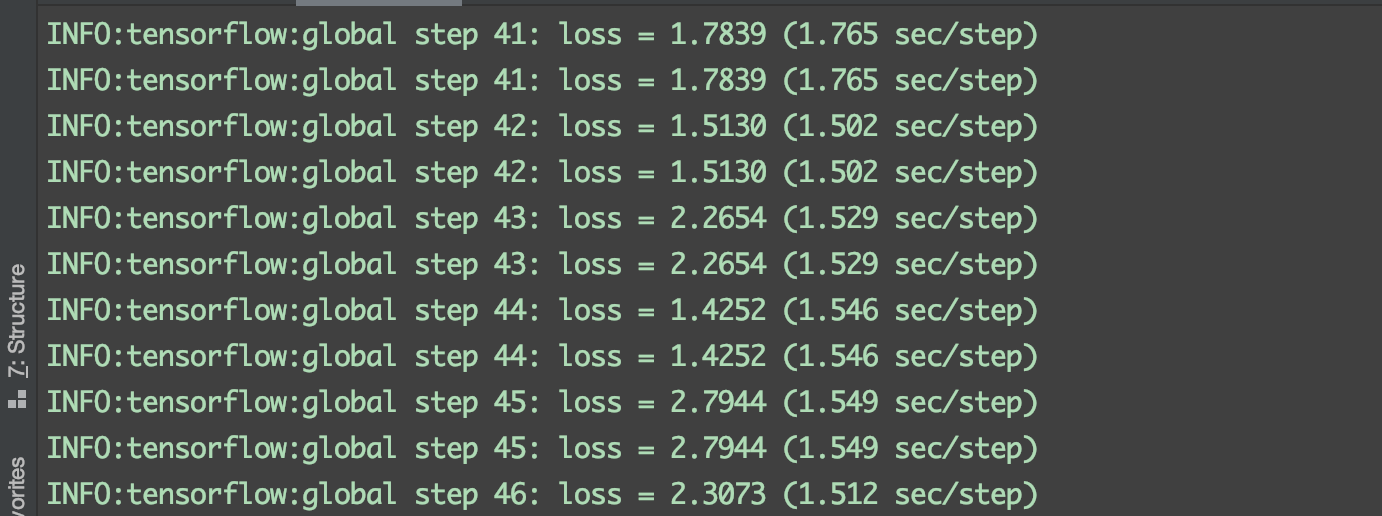 INFO:tensorflow:global step 41: loss = 1.7839 (1.765 sec/step)
INFO:tensorflow:global step 41: loss = 1.7839 (1.765 sec/step)
INFO:tensorflow:global step 42: loss = 1.5130 (1.502 sec/step)
INFO:tensorflow:global step 42: loss = 1.5130 (1.502 sec/step)
INFO:tensorflow:global step 43: loss = 2.2654 (1.529 sec/step)
INFO:tensorflow:global step 43: loss = 2.2654 (1.529 sec/step)
INFO:tensorflow:global step 44: loss = 1.4252 (1.546 sec/step)
INFO:tensorflow:global step 44: loss = 1.4252 (1.546 sec/step)
INFO:tensorflow:global step 45: loss = 2.7944 (1.549 sec/step)
INFO:tensorflow:global step 45: loss = 2.7944 (1.549 sec/step)
INFO:tensorflow:global step 46: loss = 2.3073 (1.512 sec/step)
7: Structure
vorites